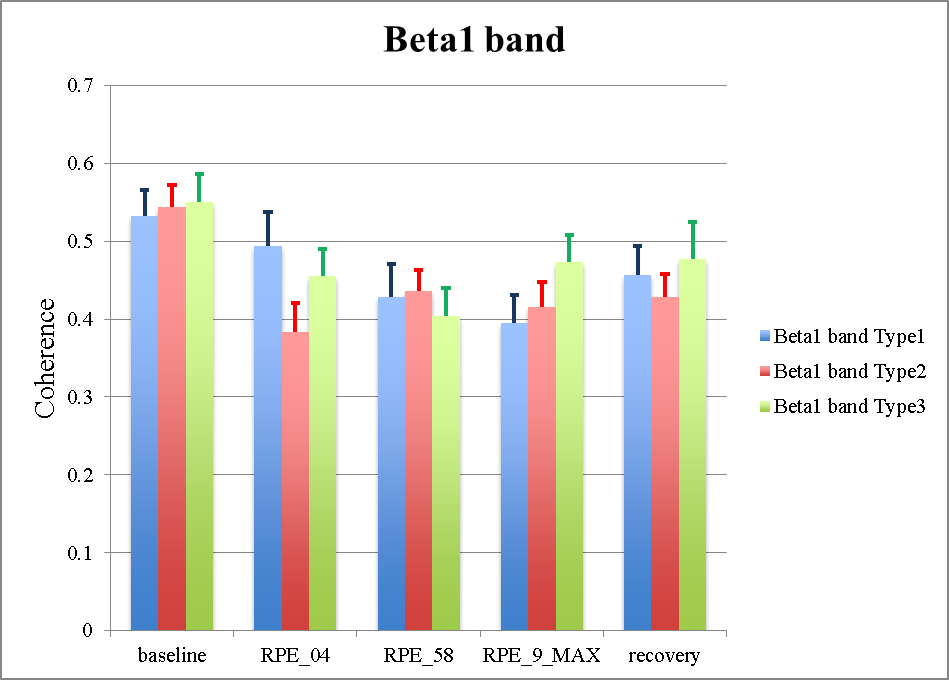 Beta1 band
0.7
0.6
0.5
0.4
0.3
0.2
0.1
0
Coherence
baseline
RPE_04
RPE_58
RPE_9_MAX
recovery
Beta1 band Type1
Beta1 band Type2
Beta1 band Type3